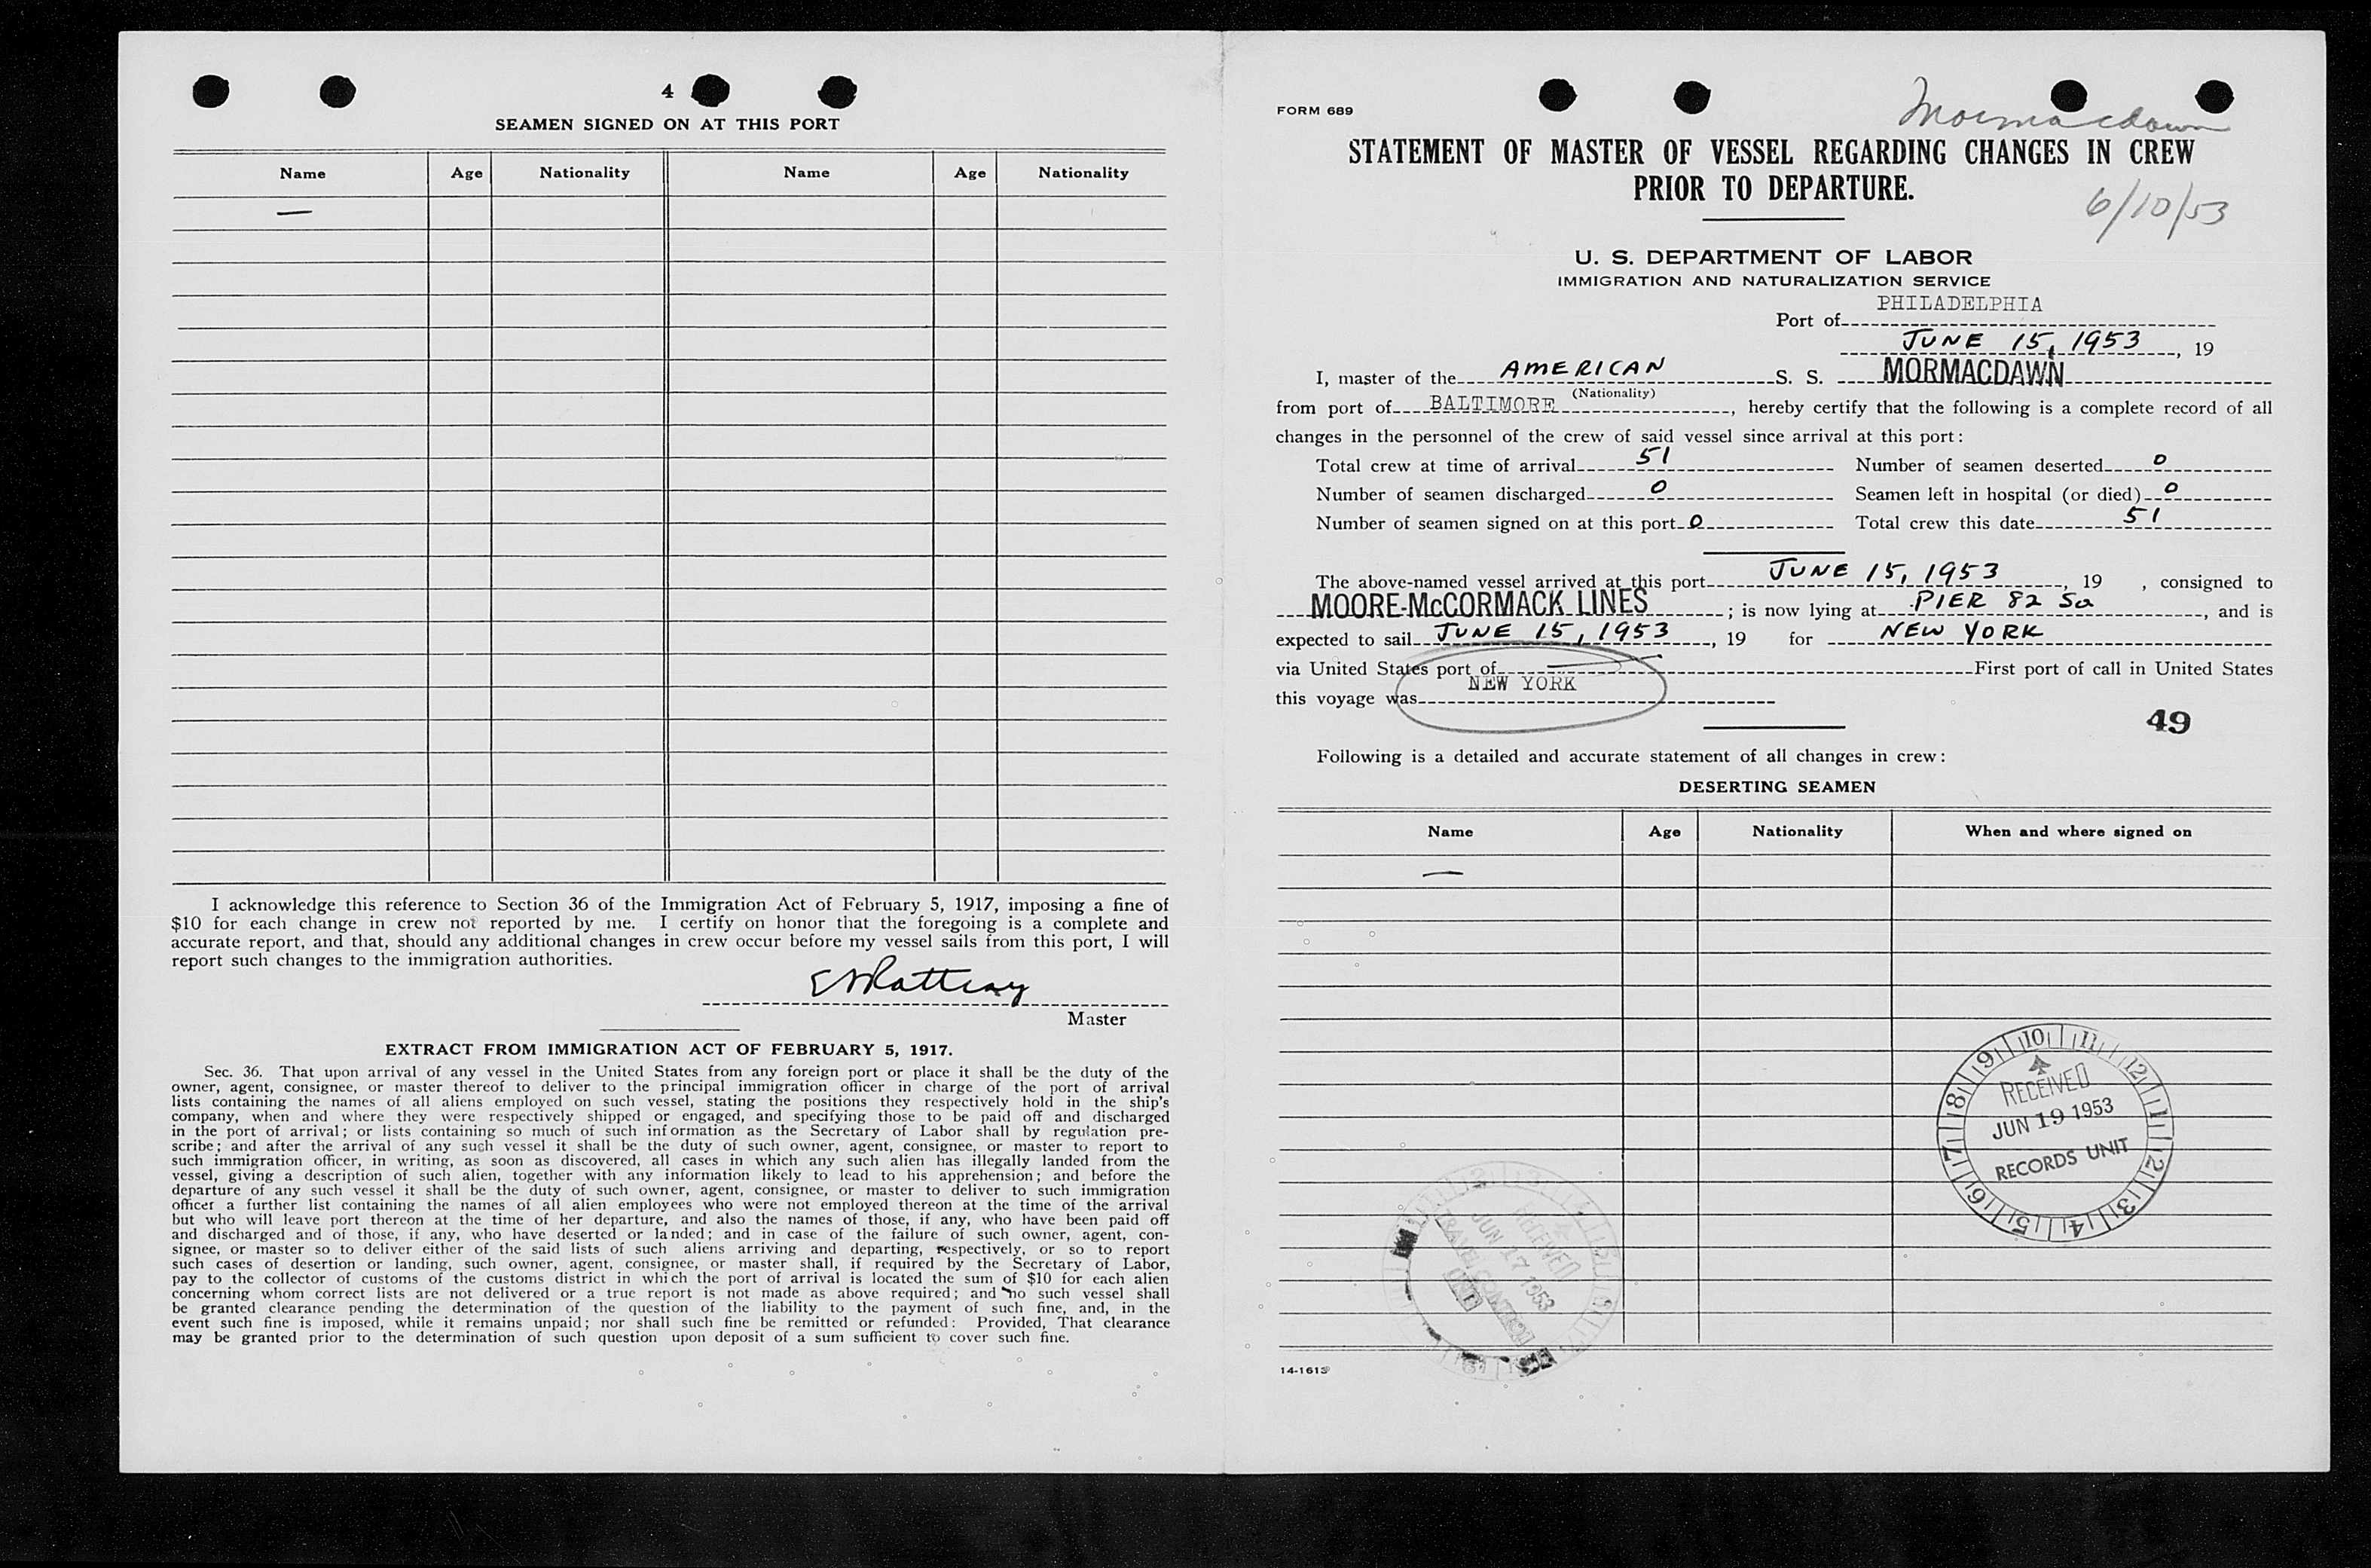 4
SEAMEN SIGNED ON AT THIS PORT
Name Age Nationality Name Age Nationality
—
I acknowledge this reference to Section 36 of the Immigration Act of February 5, 1917, imposing a fine of
$10 for each change in crew not reported by me. I certify on honor that the foregoing is a complete and
accurate report, and that, should any additional changes in crew occur before my vessel sails from this port, I will
report such changes to the immigration authorities.
Master
EXTRACT FROM IMMIGRATION ACT OF FEBRUARY 5, 1917.
Sec. 36. That upon arrival of any vessel in the United States from any foreign port or place it shall be the duty of the
owner, agent, consignee, or master thereof to deliver to the principal immigration officer in charge of the port of arrival
lists containing the names of all aliens employed on such vessel, stating the positions they respectively hold in the ship's
company, when and where they were respectively shipped or engaged, and specifying those to be paid off and discharged
in the port of arrival; or lists containing so much of such information as the Secretary of Labor shall by regulation pre-
scribe; and after the arrival of any such vessel it shall be the duty of such owner, agent, consignee, or master to report to
such immigration officer, in writing, as soon as discovered, all cases in which any such alien has illegally landed from the
vessel, giving a description of such alien, together with any information likely to lead to his apprehension; and before the
departure of any such vessel it shall be the duty of such owner, agent, consignee, or master to deliver to such immigration
officer a further list containing the names of all alien employees who were not employed thereon at the time of the arrival
but who will leave port thereon at the time of her departure, and also the names of those, if any, who have been paid off
and discharged and of those, if any, who have deserted or landed; and in case of the failure of such owner, agent, con-
signee, or master so to deliver either of the said lists of such aliens arriving and departing, respectively, or so to report
such cases of desertion or landing, such owner, agent, consignee, or master shall, if required by the Secretary of Labor,
pay to the collector of customs of the customs district in which the port of arrival is located the sum of $10 for each alien
concerning whom correct lists are not delivered or a true report is not made as above required; and no such vessel shall
be granted clearance pending the determination of the question of the liability to the payment of such fine, and, in the
event such fine is imposed, while it remains unpaid; nor shall such fine be remitted or refunded: Provided, That clearance
may be granted prior to the determination of such question upon deposit of a sum sufficient to cover such fine.
FORM 689
Mormacdawn
STATEMENT OF MASTER OF VESSEL REGARDING CHANGES IN CREW
PRIOR TO DEPARTURE.
6/10/53
U. S. DEPARTMENT OF LABOR
IMMIGRATION AND NATURALIZATION SERVICE
Port of PHILADELPHIA
JUNE 15, 1953, 19
I, master of the AMERICAN S. S. MORMACDAWN
(Nationality)
from port of BALTIMORE, hereby certify that the following is a complete record of all
changes in the personnel of the crew of said vessel since arrival at this port:
Total crew at time of arrival 51 Number of seamen deserted 0
Number of seamen discharged 0 Seamen left in hospital (or died) 0
Number of seamen signed on at this port 0 Total crew this date 51
The above-named vessel arrived at this port JUNE 15, 1953, 19 , consigned to
MOORE-McCORMACK LINES; is now lying at PIER 82 So, and is
expected to sail JUNE 15, 1953, 19 for NEW YORK
via United States port of — First port of call in United States
this voyage was NEW YORK
49
Following is a detailed and accurate statement of all changes in crew:
DESERTING SEAMEN
Name Age Nationality When and where signed on
—
10 11 12 1 2 3 4 5 6 7 8 9
RECEIVED
JUN 19 1953
RECORDS UNIT
RECEIVED
JUN 17 1953
14-1613